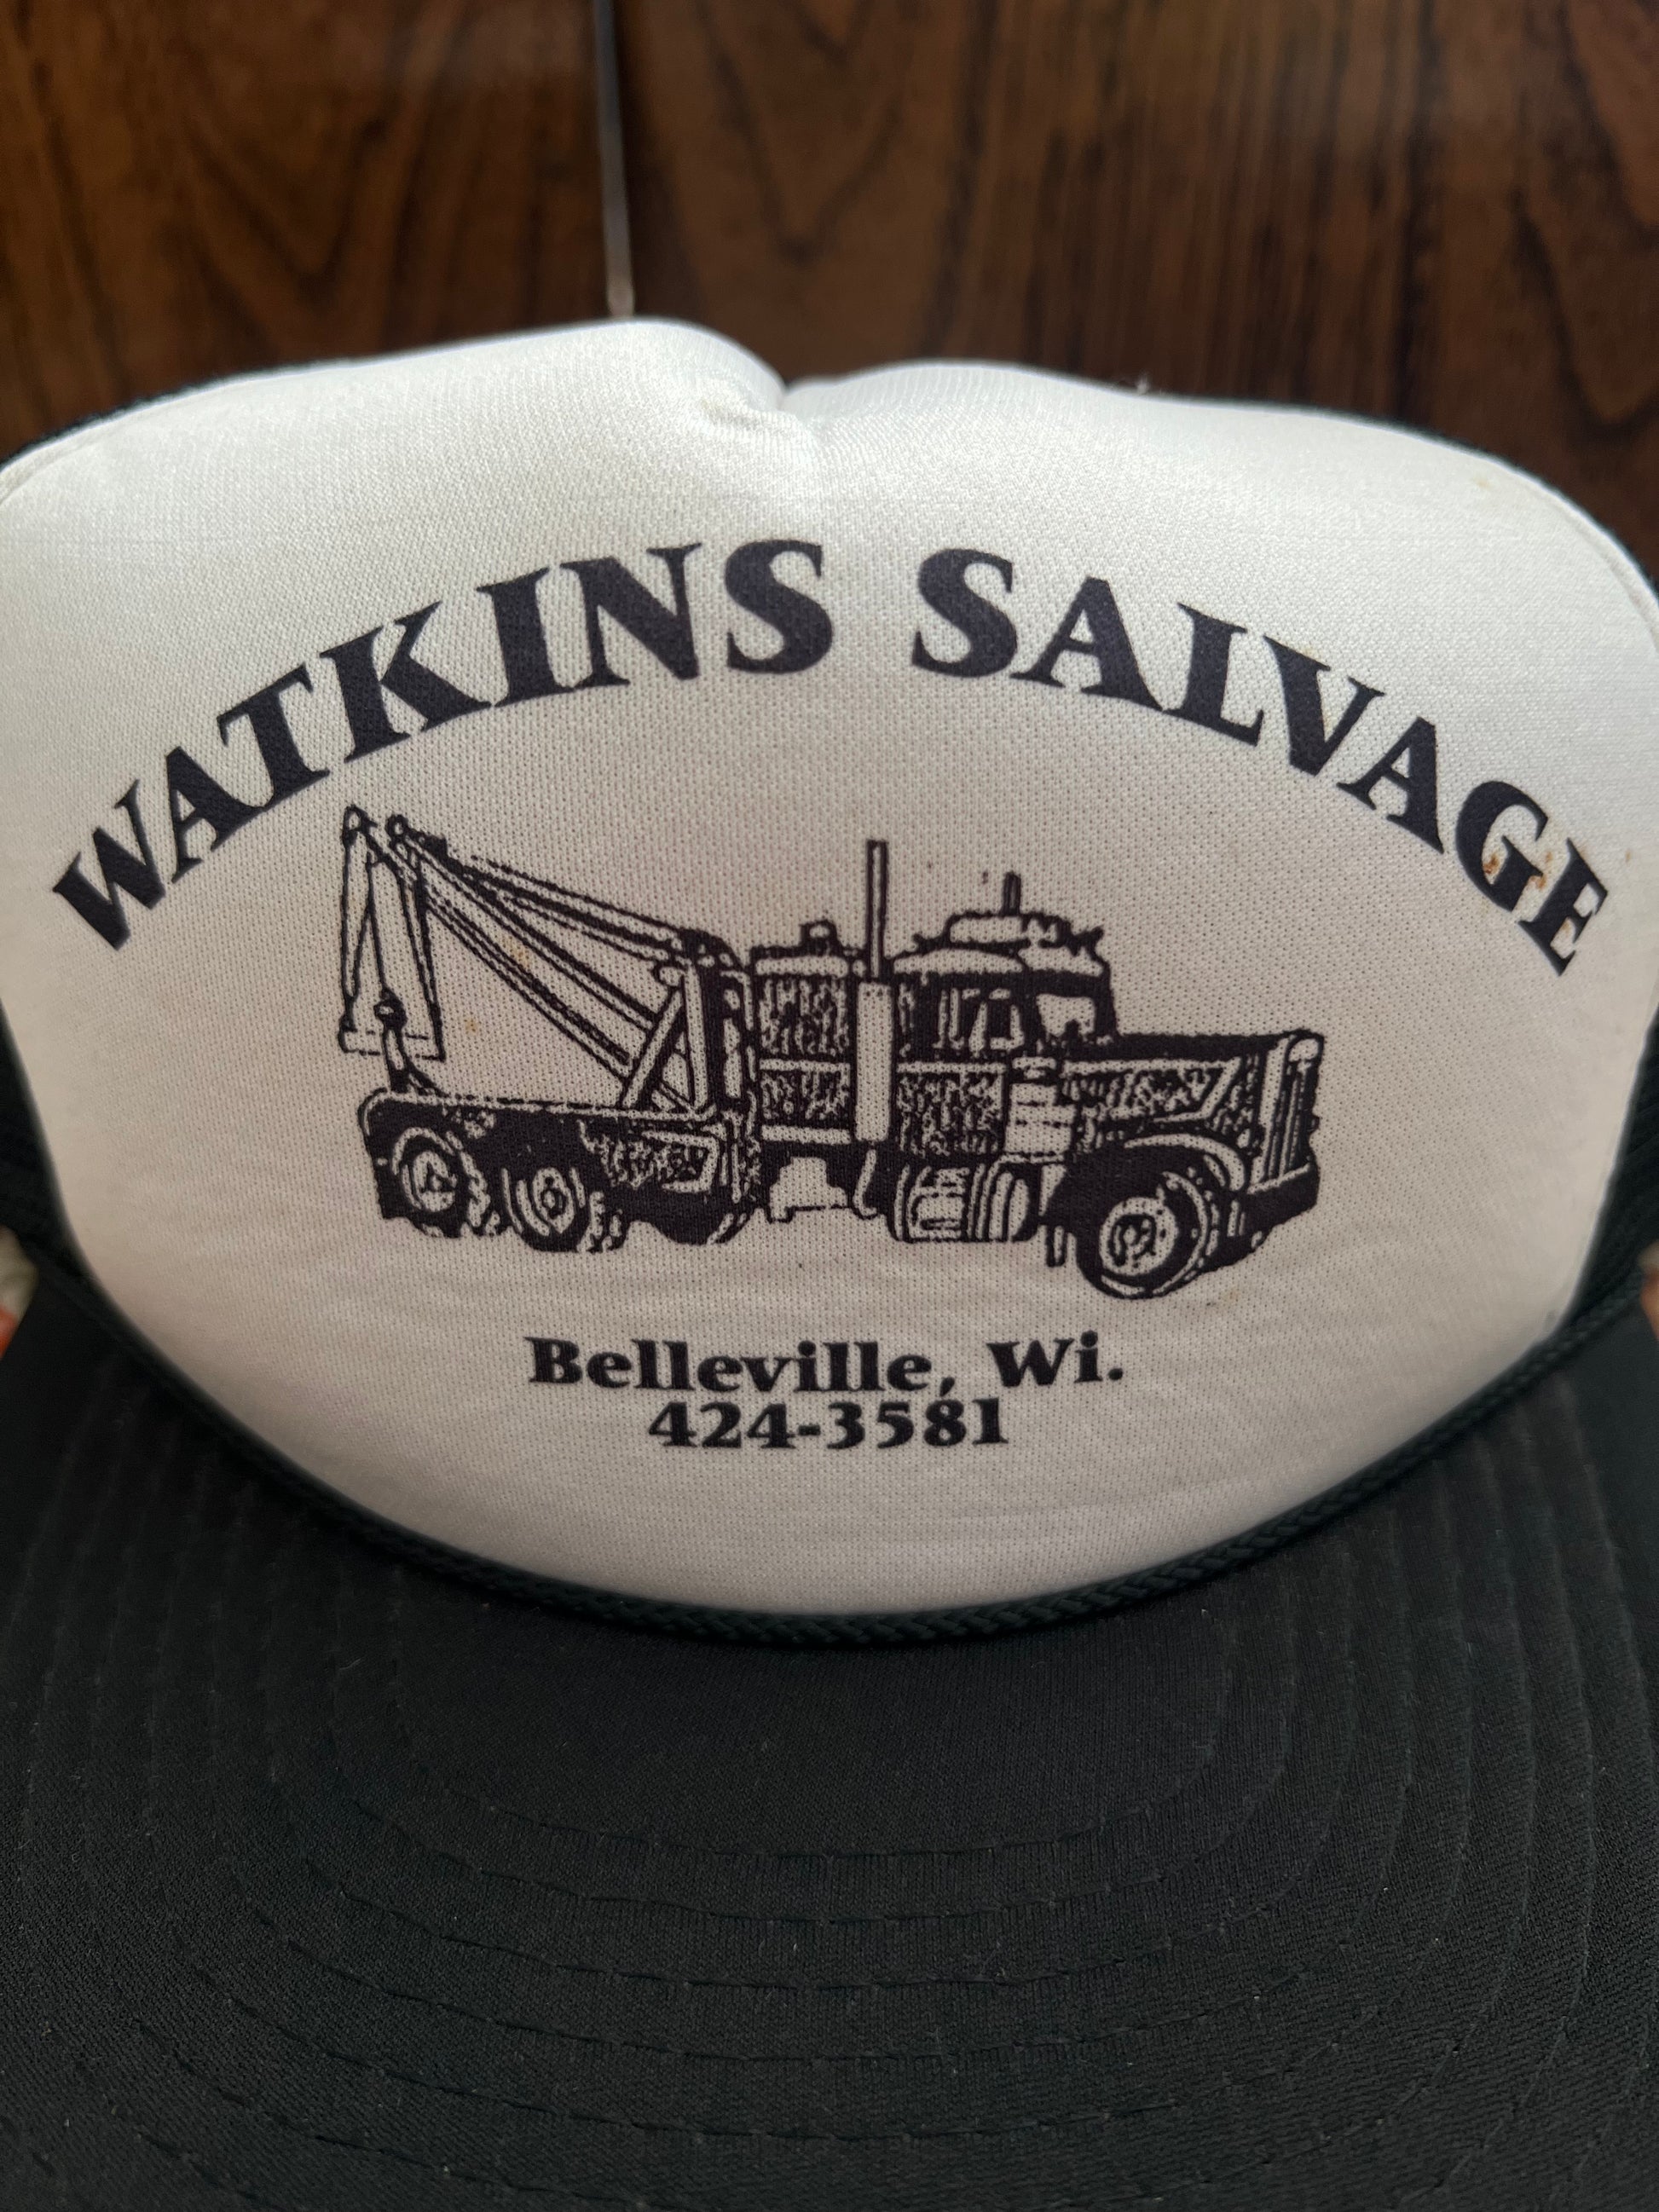 WATKINS SALVAGE
Belleville, Wi.
424-3581